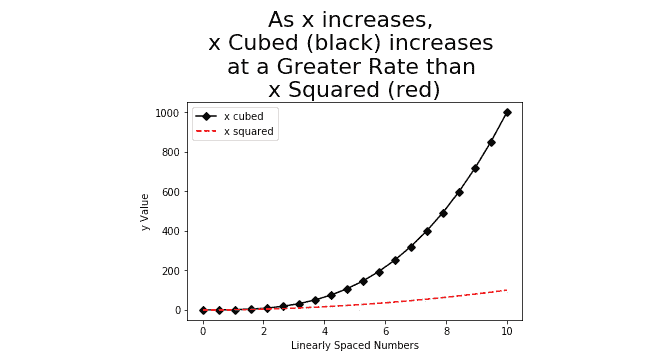 As x increases,
x Cubed (black) increases
at a Greater Rate than
x Squared (red)
x cubed
x squared
1000
800
600
400
200
0
y Value
0 2 4 6 8 10
Linearly Spaced Numbers